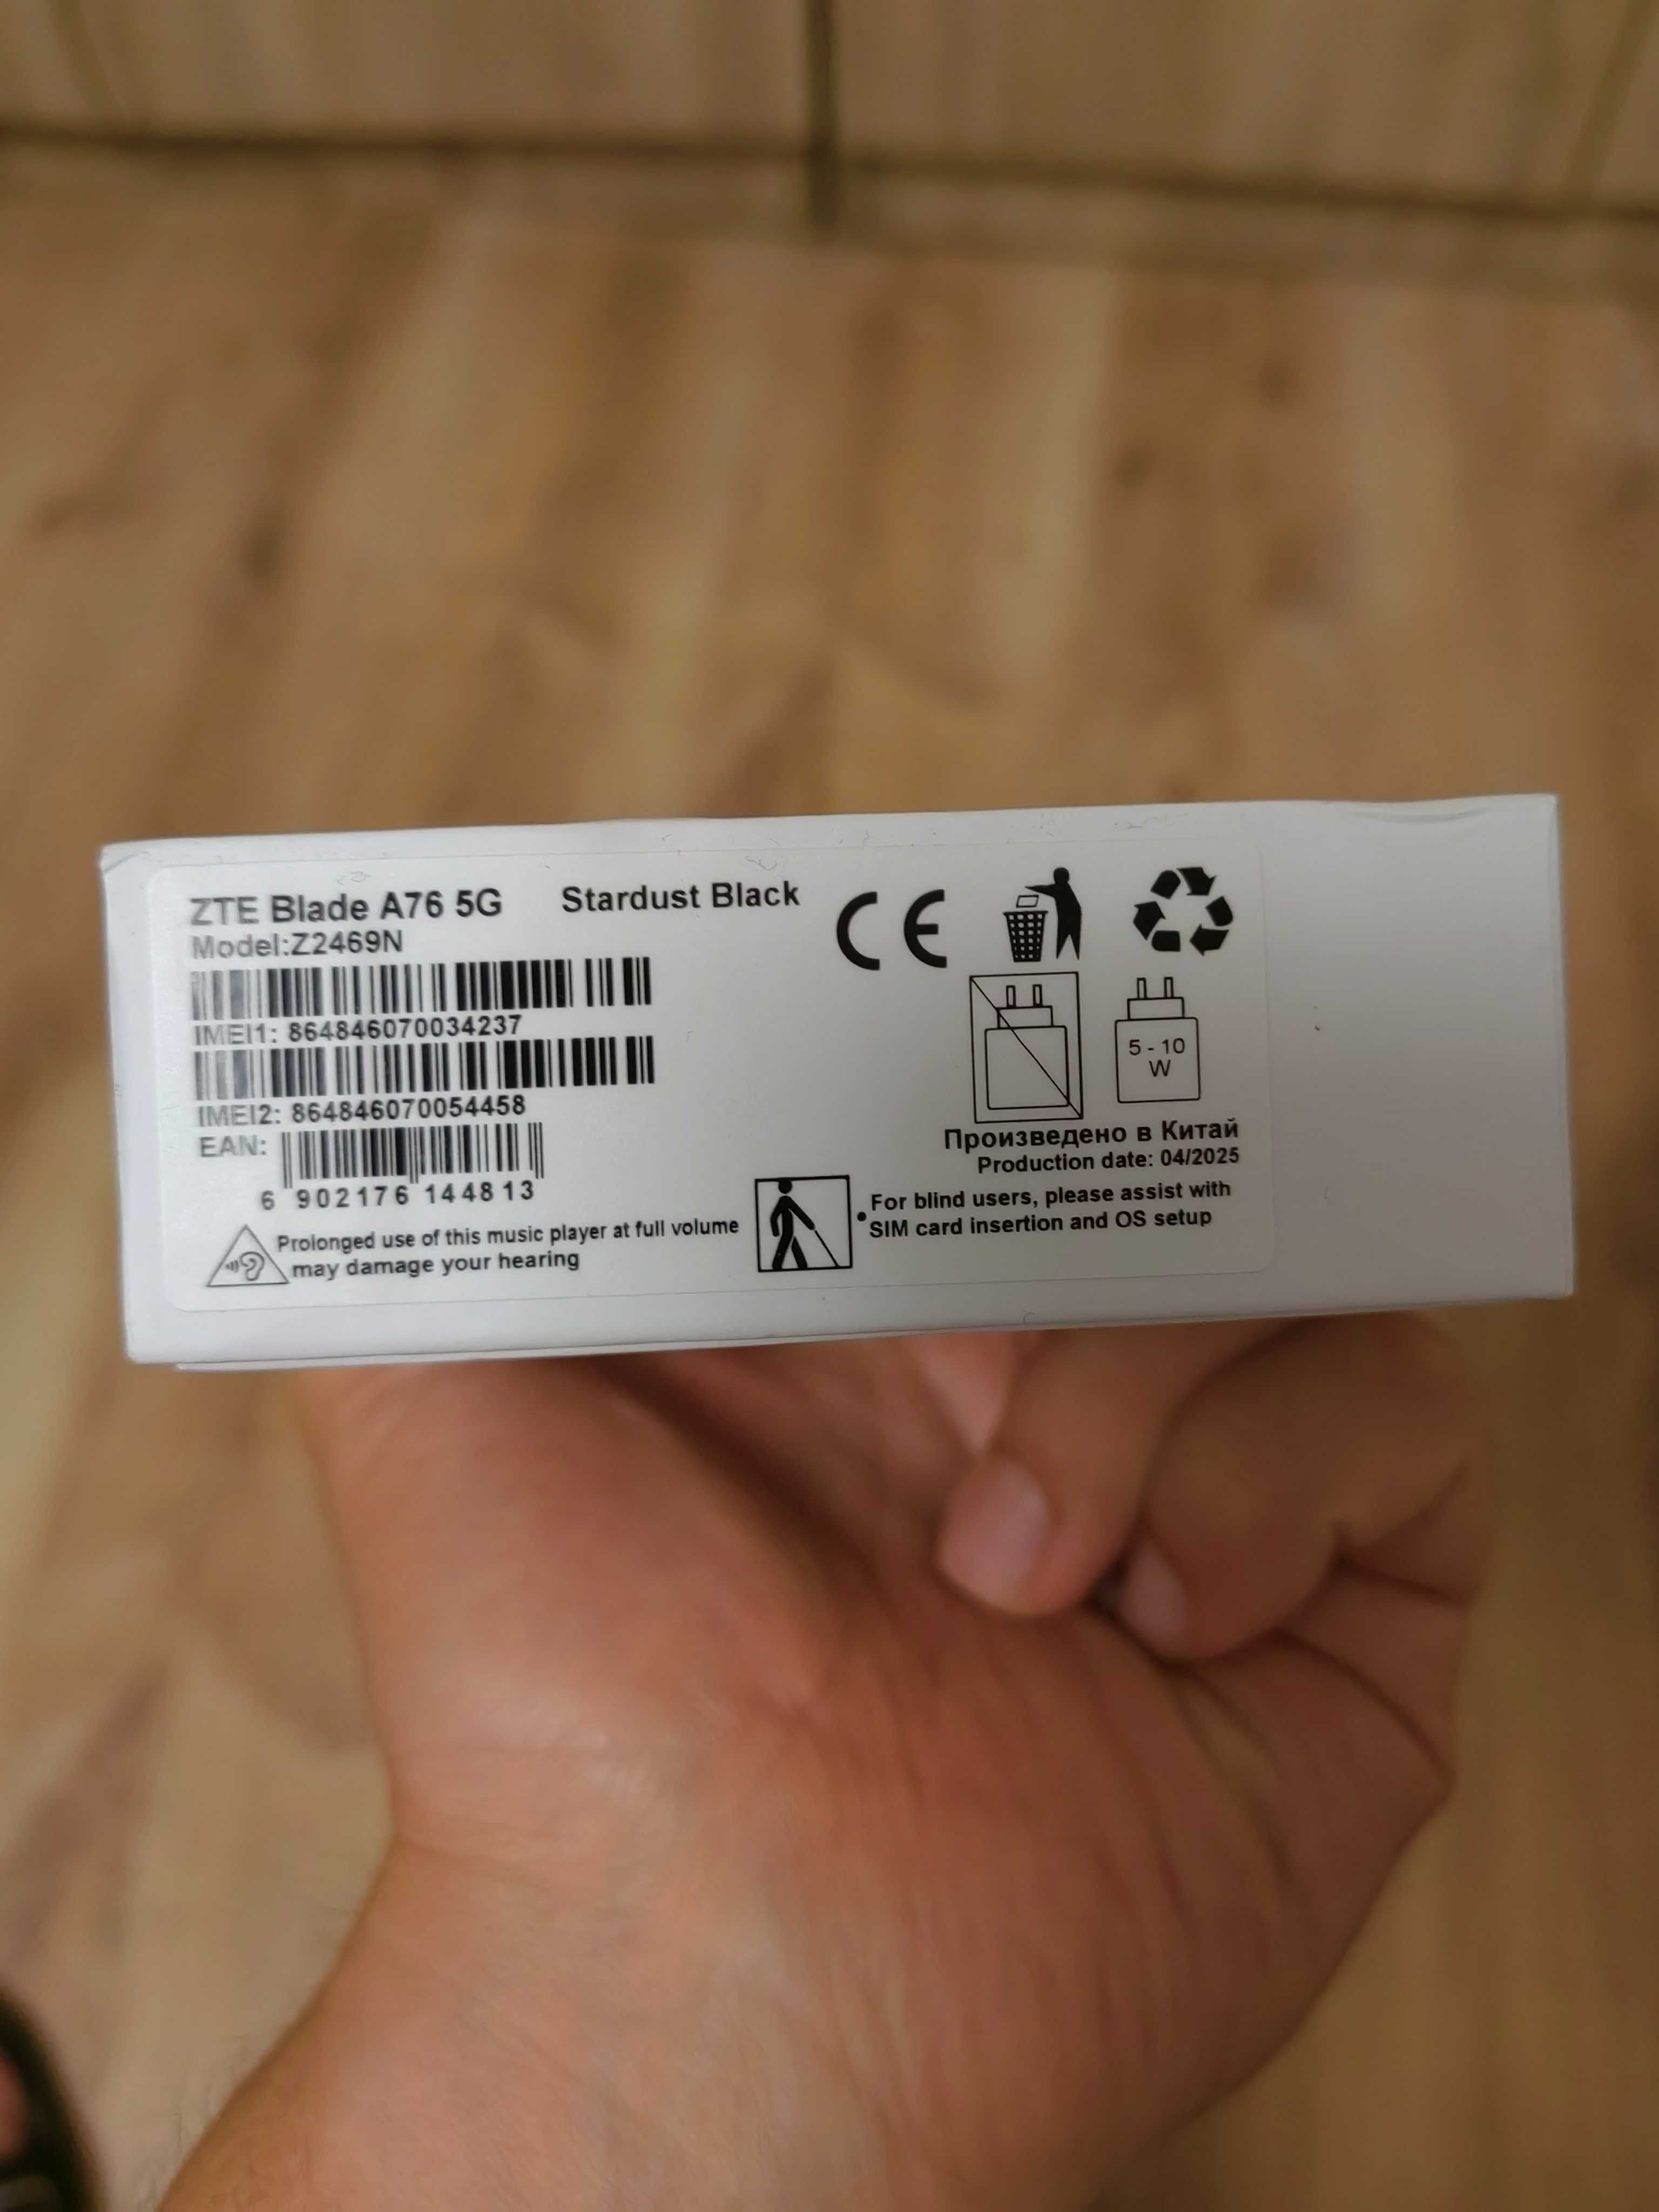 ZTE Blade A76 5G Stardust Black
Model:Z2469N
IMEI1: 864846070034237
IMEI2: 864846070054458
EAN:
6 902176 144813
Prolonged use of this music player at full volume
may damage your hearing
CE
5 - 10
W
Произведено в Китай
Production date: 04/2025
• For blind users, please assist with
SIM card insertion and OS setup